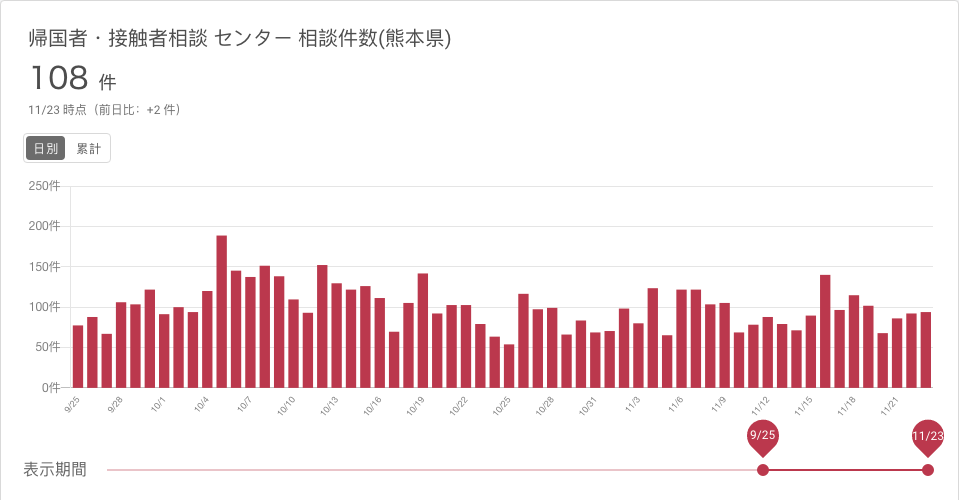 帰国者・接触者相談 センター 相談件数(熊本県)
108 件
11/23 時点（前日比：+2 件）
日別 累計
250件
200件
150件
100件
50件
0件
9/25 9/28 10/1 10/4 10/7 10/10 10/13 10/16 10/19 10/22 10/25 10/28 10/31 11/3 11/6 11/9 11/12 11/15 11/18 11/21
9/25 11/23
表示期間